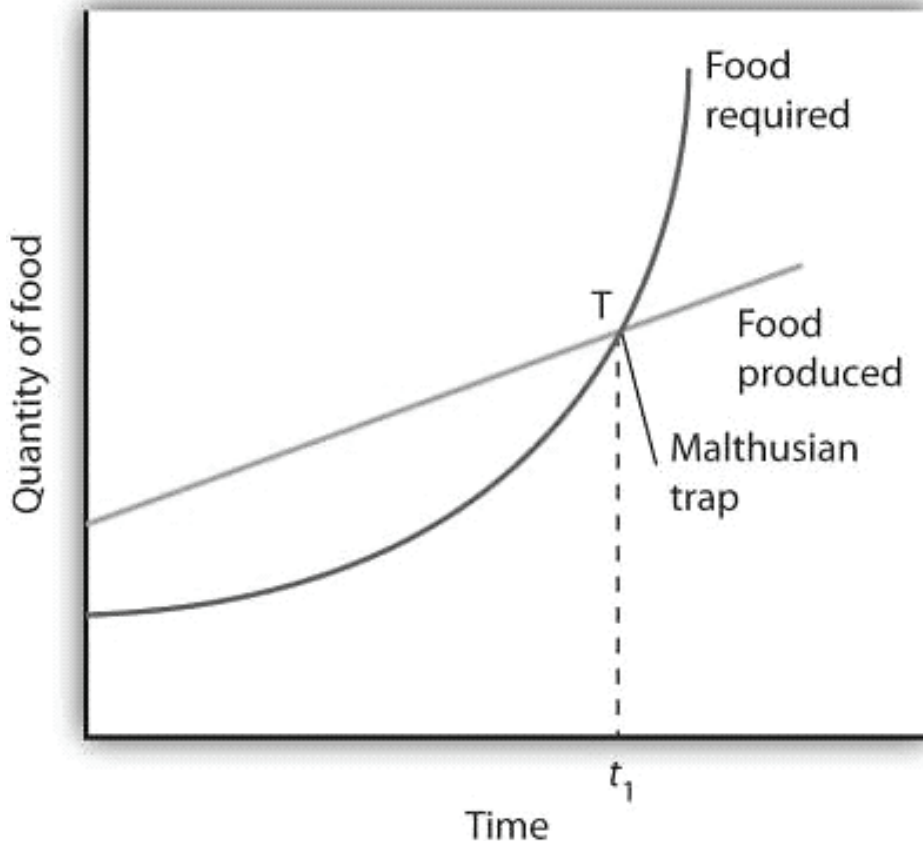 Food
required
Quantity of food
T
Food
produced
Malthusian
trap
t1
Time